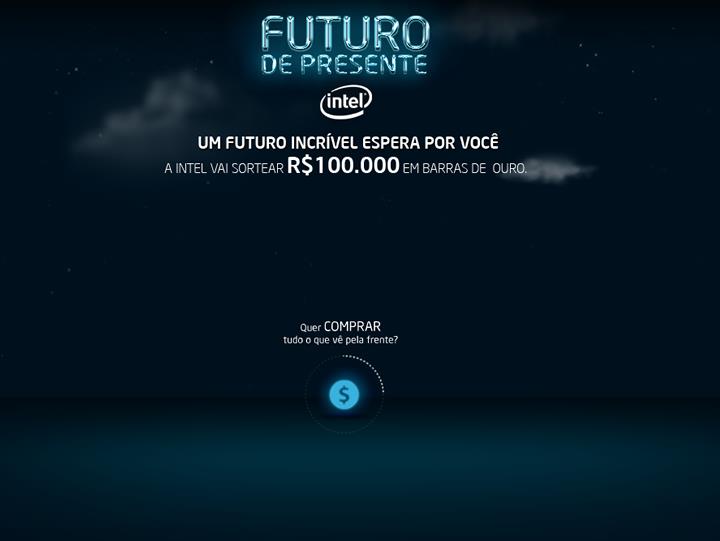 FUTURO
DE PRESENTE
intel
UM FUTURO INCRÍVEL ESPERA POR VOCÊ
A INTEL VAI SORTEAR R$100.000 EM BARRAS DE OURO.
Quer COMPRAR
tudo o que vê pela frente?
$